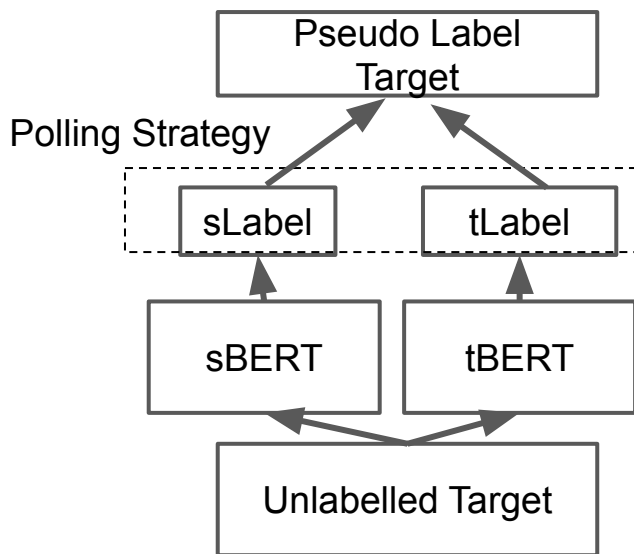 Pseudo Label
Target
Polling Strategy
sLabel
tLabel
sBERT
tBERT
Unlabelled Target